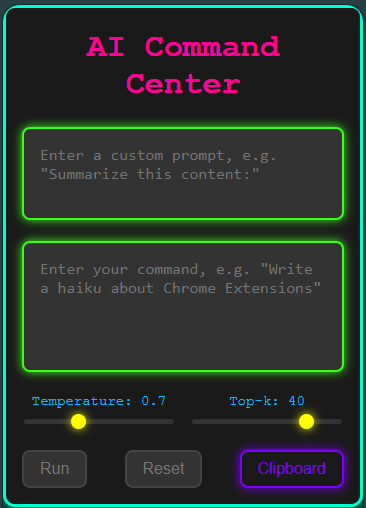 AI Command
Center
Enter a custom prompt, e.g.
"Summarize this content:"
Enter your command, e.g. "Write
a haiku about Chrome Extensions"
Temperature: 0.7 Top-k: 40
Run Reset Clipboard